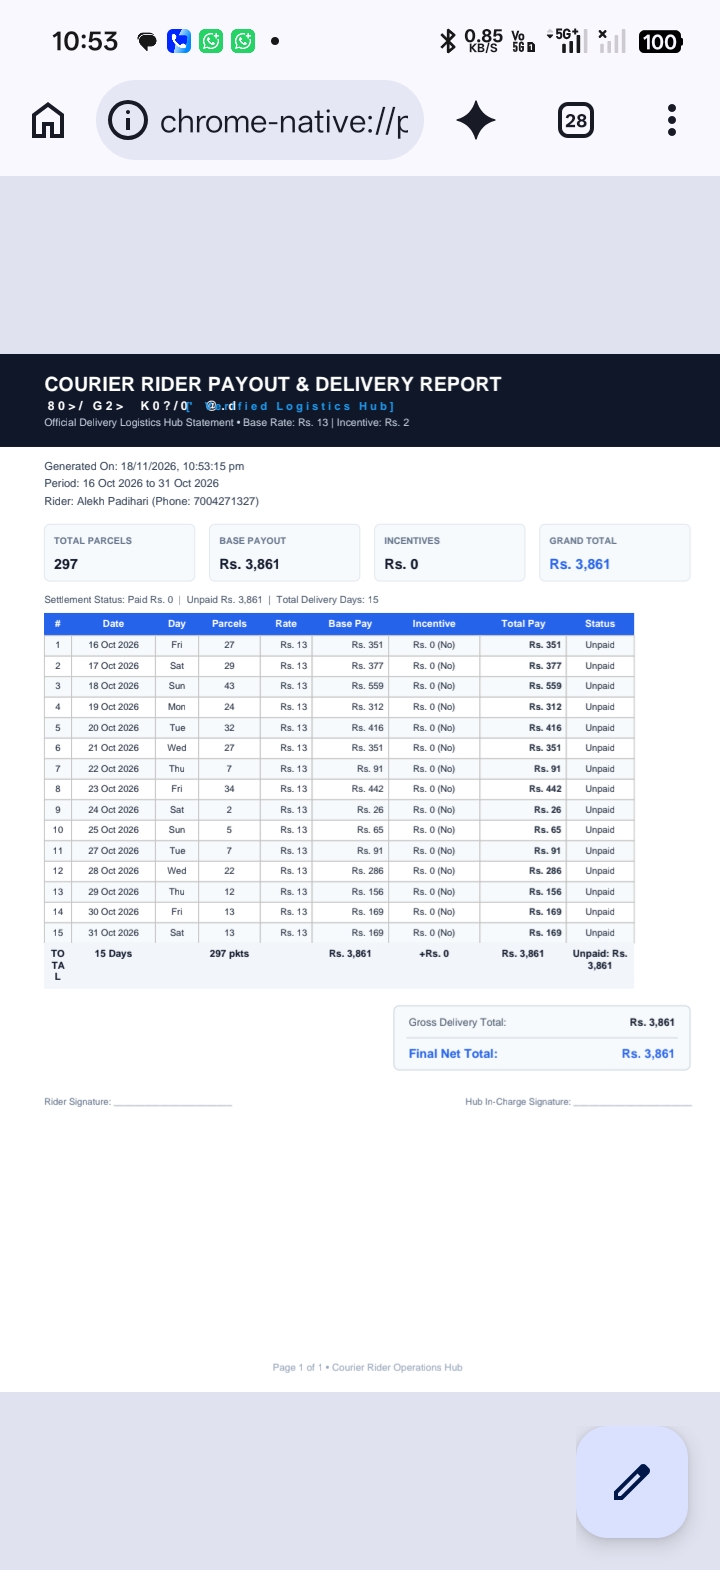 10:53 0.85 KB/S Vo 5G 1 5G+ 100
chrome-native://p 28
COURIER RIDER PAYOUT & DELIVERY REPORT
80>/ G2> K0?/0 @.d [ Verified Logistics Hub]
Official Delivery Logistics Hub Statement • Base Rate: Rs. 13 | Incentive: Rs. 2
Generated On: 18/11/2026, 10:53:15 pm
Period: 16 Oct 2026 to 31 Oct 2026
Rider: Alekh Padihari (Phone: 7004271327)
TOTAL PARCELS BASE PAYOUT INCENTIVES GRAND TOTAL
297 Rs. 3,861 Rs. 0 Rs. 3,861
Settlement Status: Paid Rs. 0 | Unpaid Rs. 3,861 | Total Delivery Days: 15
# Date Day Parcels Rate Base Pay Incentive Total Pay Status
1 16 Oct 2026 Fri 27 Rs. 13 Rs. 351 Rs. 0 (No) Rs. 351 Unpaid
2 17 Oct 2026 Sat 29 Rs. 13 Rs. 377 Rs. 0 (No) Rs. 377 Unpaid
3 18 Oct 2026 Sun 43 Rs. 13 Rs. 559 Rs. 0 (No) Rs. 559 Unpaid
4 19 Oct 2026 Mon 24 Rs. 13 Rs. 312 Rs. 0 (No) Rs. 312 Unpaid
5 20 Oct 2026 Tue 32 Rs. 13 Rs. 416 Rs. 0 (No) Rs. 416 Unpaid
6 21 Oct 2026 Wed 27 Rs. 13 Rs. 351 Rs. 0 (No) Rs. 351 Unpaid
7 22 Oct 2026 Thu 7 Rs. 13 Rs. 91 Rs. 0 (No) Rs. 91 Unpaid
8 23 Oct 2026 Fri 34 Rs. 13 Rs. 442 Rs. 0 (No) Rs. 442 Unpaid
9 24 Oct 2026 Sat 2 Rs. 13 Rs. 26 Rs. 0 (No) Rs. 26 Unpaid
10 25 Oct 2026 Sun 5 Rs. 13 Rs. 65 Rs. 0 (No) Rs. 65 Unpaid
11 27 Oct 2026 Tue 7 Rs. 13 Rs. 91 Rs. 0 (No) Rs. 91 Unpaid
12 28 Oct 2026 Wed 22 Rs. 13 Rs. 286 Rs. 0 (No) Rs. 286 Unpaid
13 29 Oct 2026 Thu 12 Rs. 13 Rs. 156 Rs. 0 (No) Rs. 156 Unpaid
14 30 Oct 2026 Fri 13 Rs. 13 Rs. 169 Rs. 0 (No) Rs. 169 Unpaid
15 31 Oct 2026 Sat 13 Rs. 13 Rs. 169 Rs. 0 (No) Rs. 169 Unpaid
TO 15 Days 297 pkts Rs. 3,861 +Rs. 0 Rs. 3,861 Unpaid: Rs.
TA 3,861
L
Gross Delivery Total: Rs. 3,861
Final Net Total: Rs. 3,861
Rider Signature: Hub In-Charge Signature:
Page 1 of 1 • Courier Rider Operations Hub